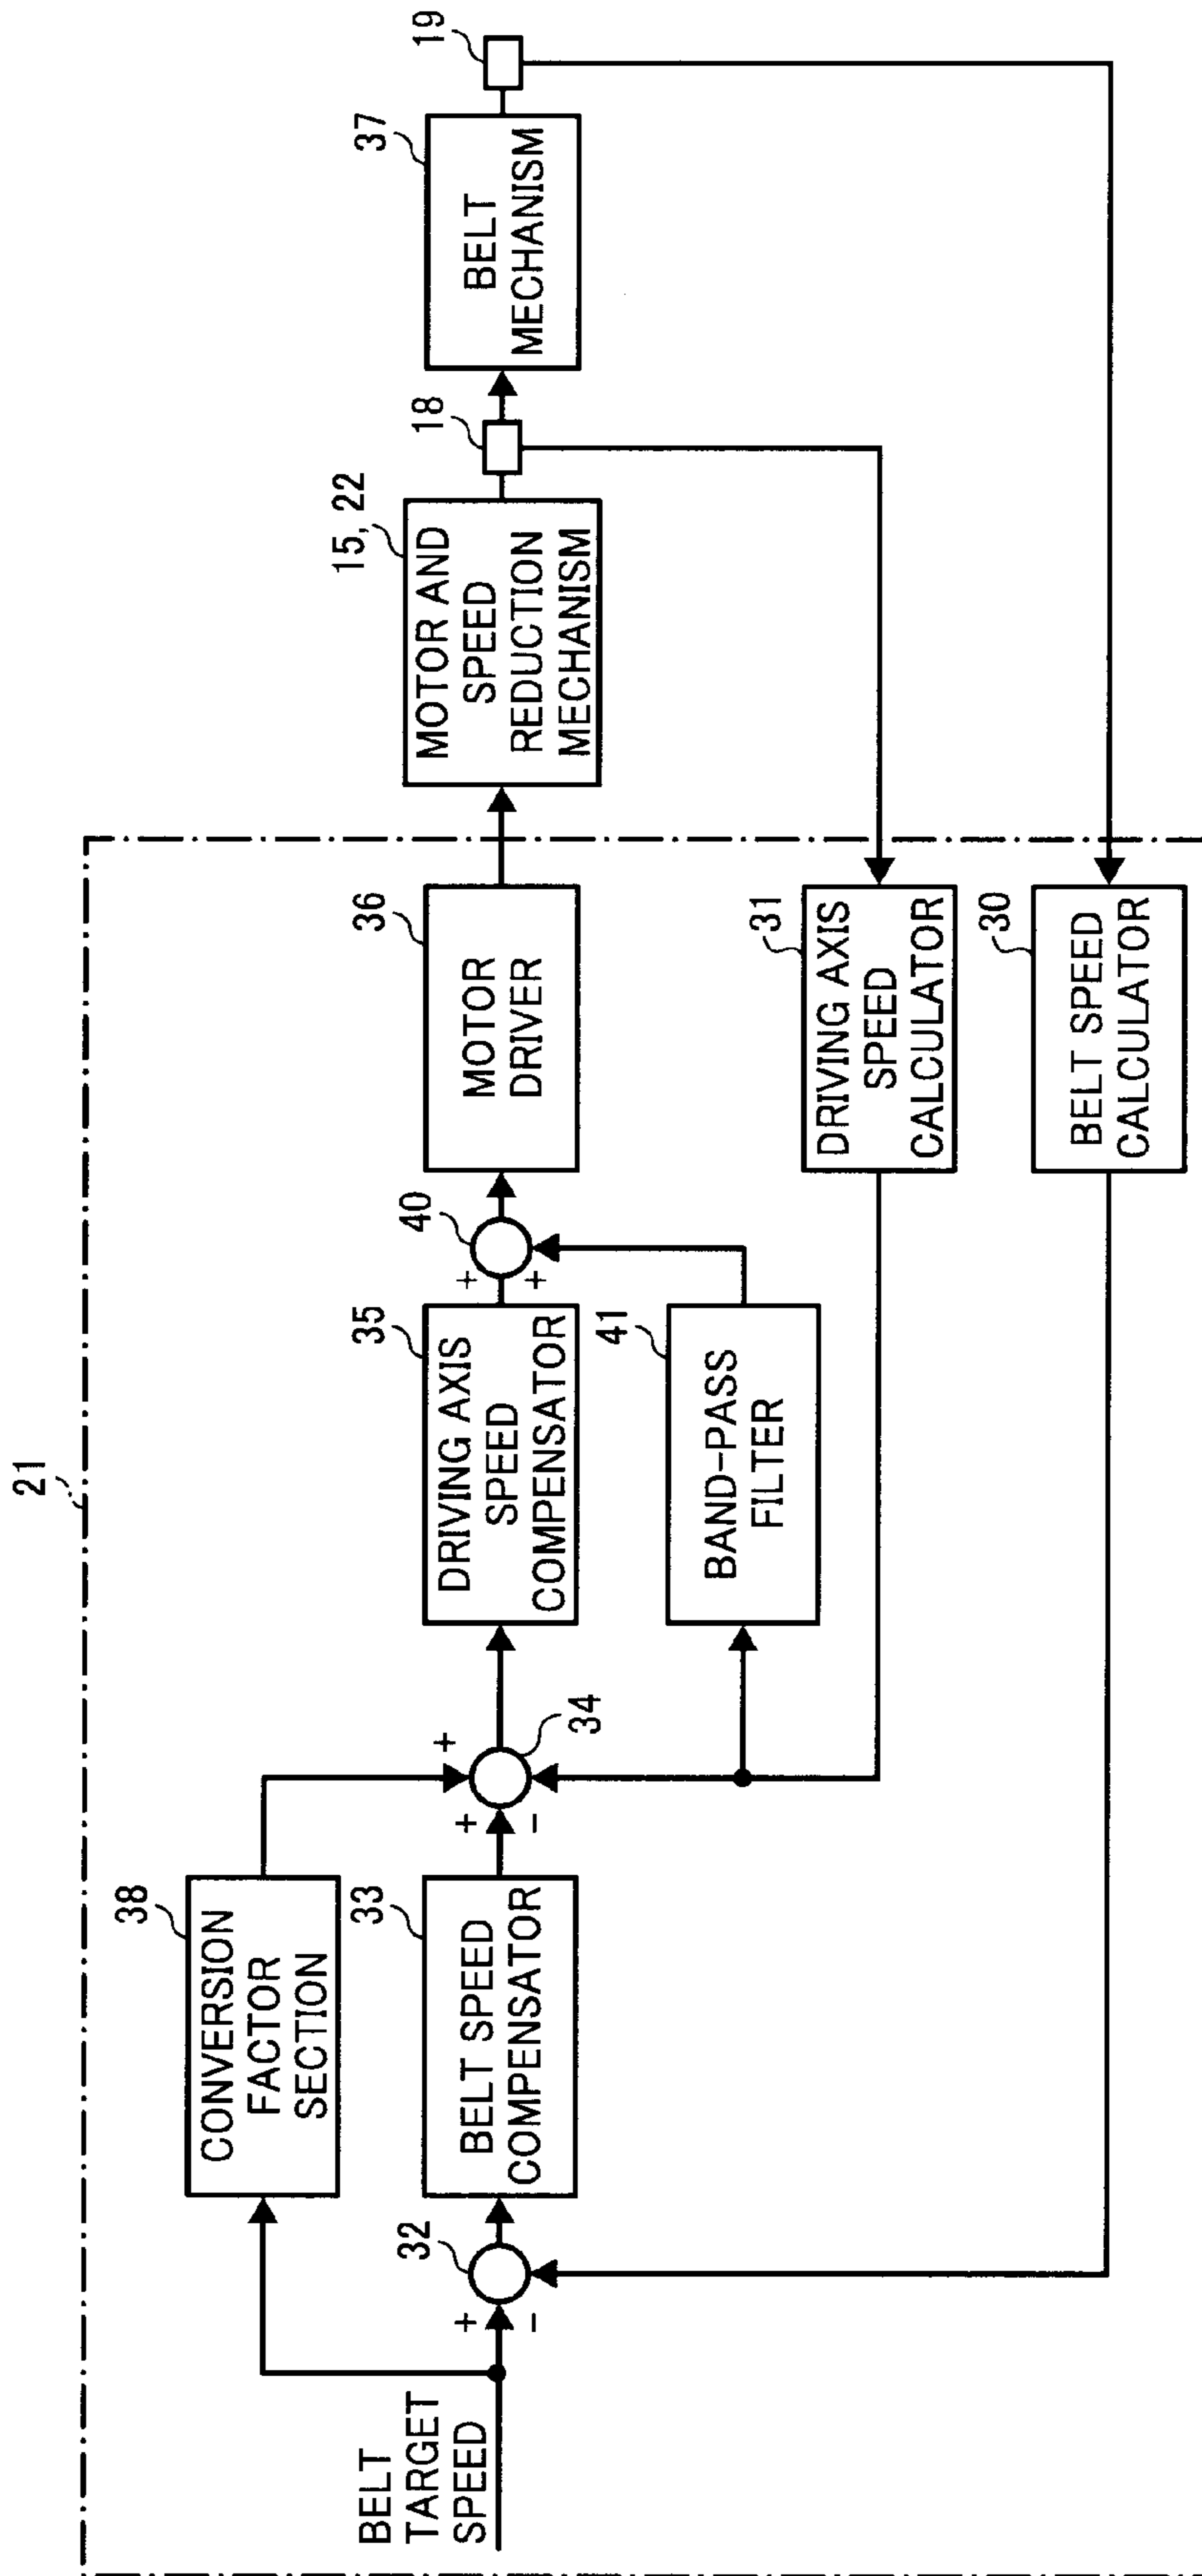 21
38
CONVERSION
FACTOR
SECTION
BELT
TARGET
SPEED
+
-
32
33
BELT SPEED
COMPENSATOR
+
+
-
34
35
DRIVING AXIS
SPEED
COMPENSATOR
+
+
40
36
MOTOR
DRIVER
15, 22
MOTOR AND
SPEED
REDUCTION
MECHANISM
18
37
BELT
MECHANISM
19
41
BAND-PASS
FILTER
31
DRIVING AXIS
SPEED
CALCULATOR
30
BELT SPEED
CALCULATOR